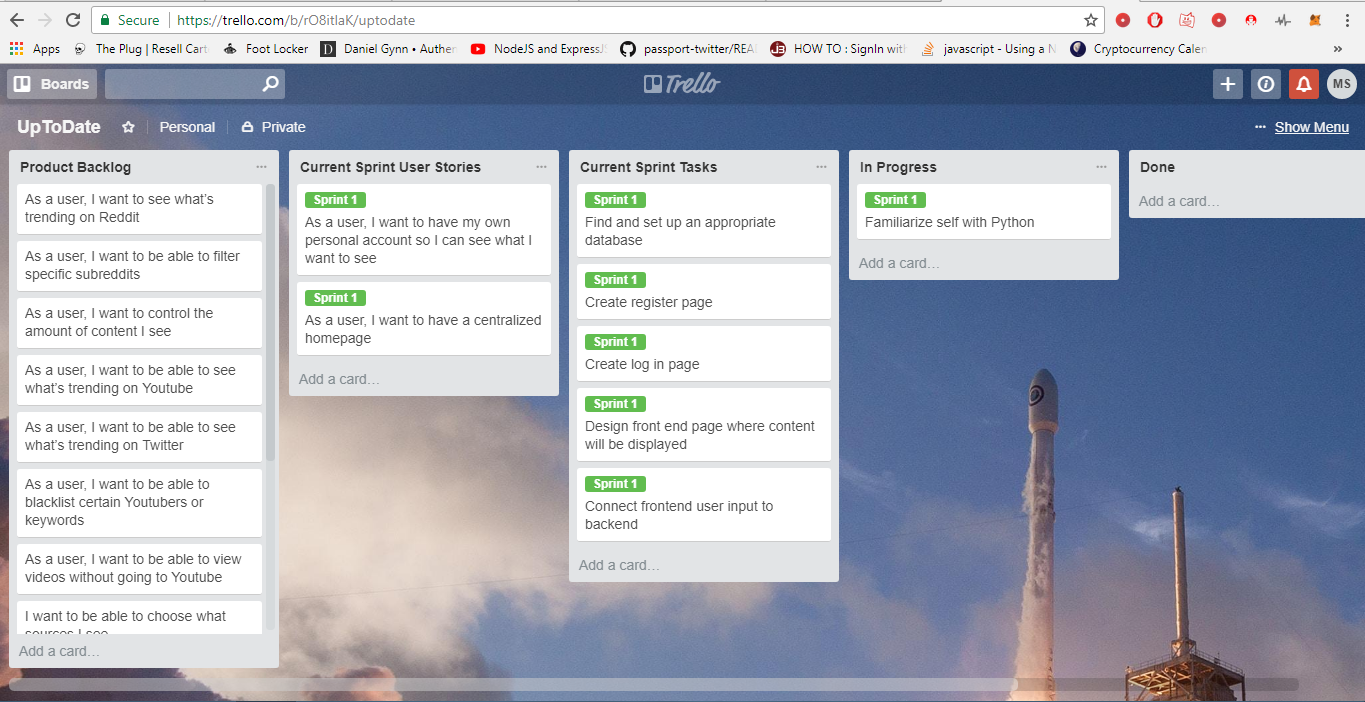 Secure https://trello.com/b/rO8itlaK/uptodate
Apps The Plug | Resell Cart Foot Locker Daniel Gynn • Auther NodeJS and ExpressJ passport-twitter/REA HOW TO : SignIn with javascript - Using a N Cryptocurrency Calen »
Boards Trello MS
UpToDate Personal Private ··· Show Menu
Product Backlog
As a user, I want to see what's
trending on Reddit
As a user, I want to be able to filter
specific subreddits
As a user, I want to control the
amount of content I see
As a user, I want to be able to see
what's trending on Youtube
As a user, I want to be able to see
what's trending on Twitter
As a user, I want to be able to
blacklist certain Youtubers or
keywords
As a user, I want to be able to view
videos without going to Youtube
I want to be able to choose what
sources I see
Add a card…
Current Sprint User Stories
Sprint 1
As a user, I want to have my own
personal account so I can see what I
want to see
Sprint 1
As a user, I want to have a centralized
homepage
Add a card…
Current Sprint Tasks
Sprint 1
Find and set up an appropriate
database
Sprint 1
Create register page
Sprint 1
Create log in page
Sprint 1
Design front end page where content
will be displayed
Sprint 1
Connect frontend user input to
backend
Add a card…
In Progress
Sprint 1
Familiarize self with Python
Add a card…
Done
Add a card…